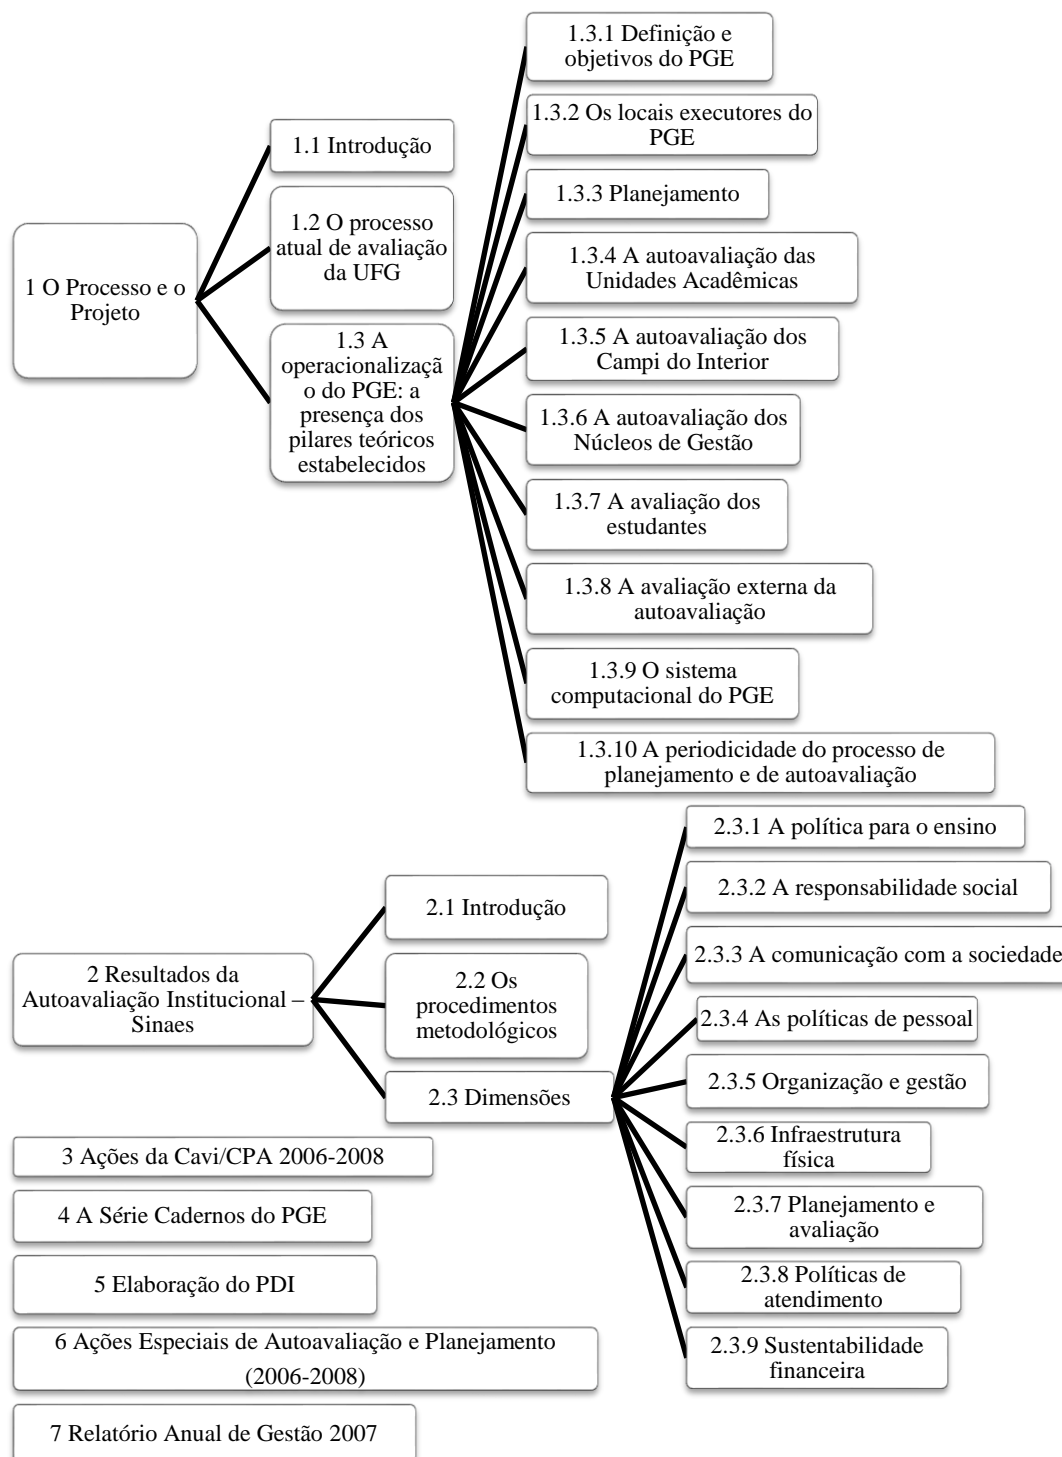 1 O Processo e o
Projeto
1.1 Introdução
1.2 O processo
atual de avaliação
da UFG
1.3 A
operacionalizaçã
o do PGE: a
presença dos
pilares teóricos
estabelecidos
1.3.1 Definição e
objetivos do PGE
1.3.2 Os locais executores do
PGE
1.3.3 Planejamento
1.3.4 A autoavaliação das
Unidades Acadêmicas
1.3.5 A autoavaliação dos
Campi do Interior
1.3.6 A autoavaliação dos
Núcleos de Gestão
1.3.7 A avaliação dos
estudantes
1.3.8 A avaliação externa da
autoavaliação
1.3.9 O sistema
computacional do PGE
1.3.10 A periodicidade do processo de
planejamento e de autoavaliação
2 Resultados da
Autoavaliação Institucional –
Sinaes
2.1 Introdução
2.2 Os
procedimentos
metodológicos
2.3 Dimensões
2.3.1 A política para o ensino
2.3.2 A responsabilidade social
2.3.3 A comunicação com a sociedade
2.3.4 As políticas de pessoal
2.3.5 Organização e gestão
2.3.6 Infraestrutura
física
2.3.7 Planejamento e
avaliação
2.3.8 Políticas de
atendimento
2.3.9 Sustentabilidade
financeira
3 Ações da Cavi/CPA 2006-2008
4 A Série Cadernos do PGE
5 Elaboração do PDI
6 Ações Especiais de Autoavaliação e Planejamento
(2006-2008)
7 Relatório Anual de Gestão 2007